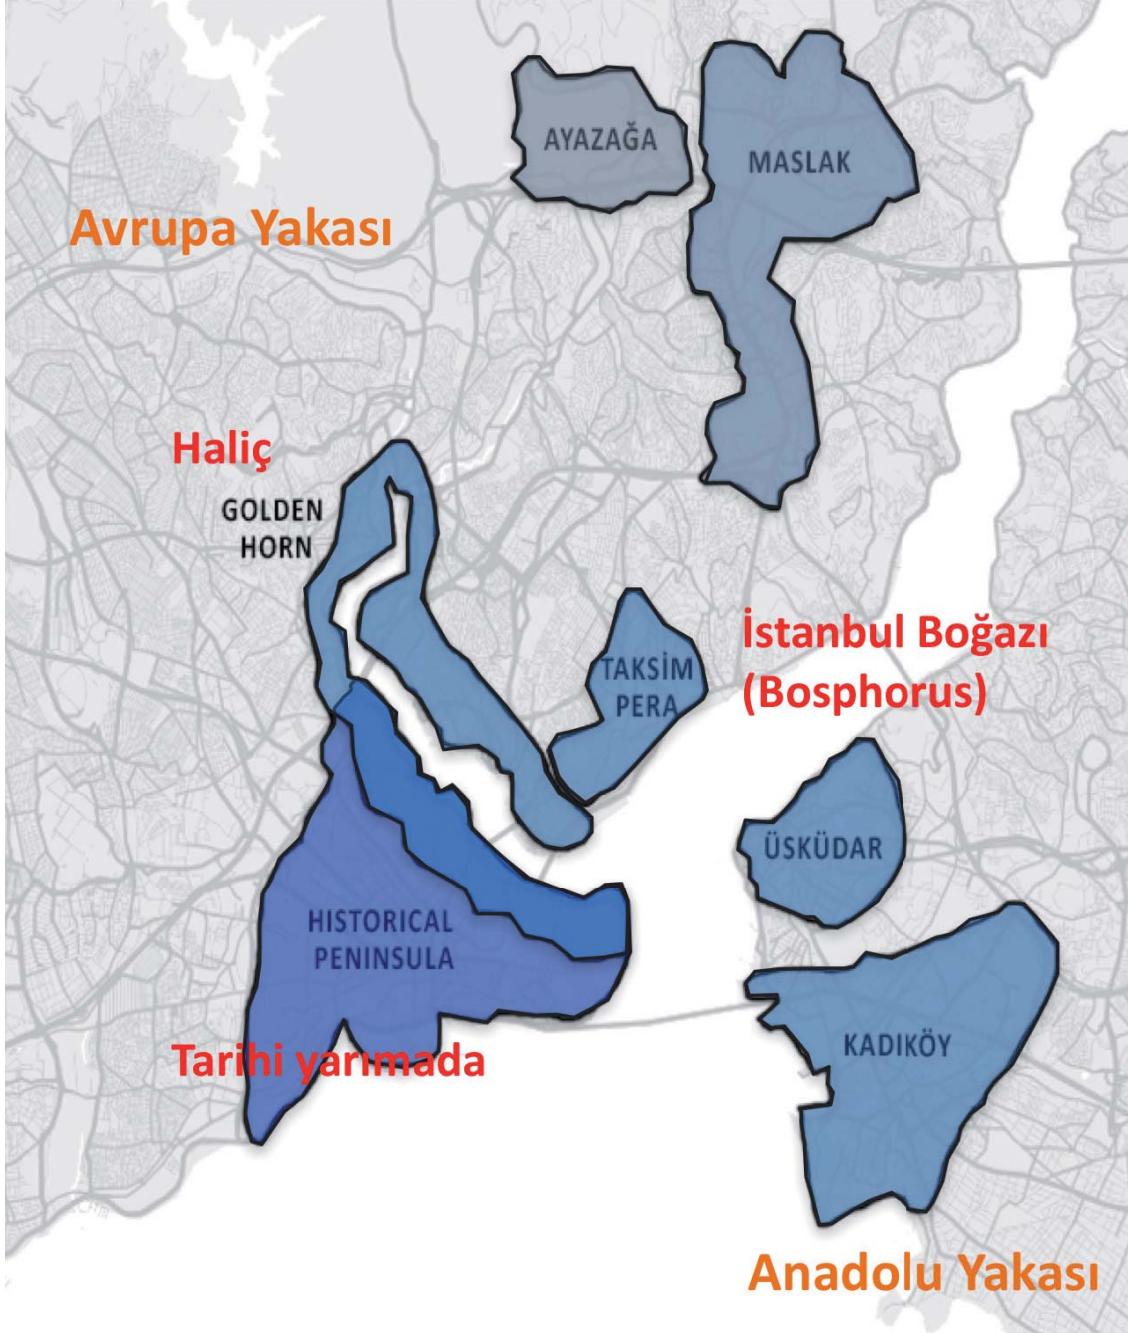 AYAZAĞA
MASLAK
Avrupa Yakası
Haliç
GOLDEN
HORN
İstanbul Boğazı
(Bosphorus)
TAKSİM
PERA
ÜSKÜDAR
HISTORICAL
PENINSULA
KADIKÖY
Tarihi yarımada
Anadolu Yakası